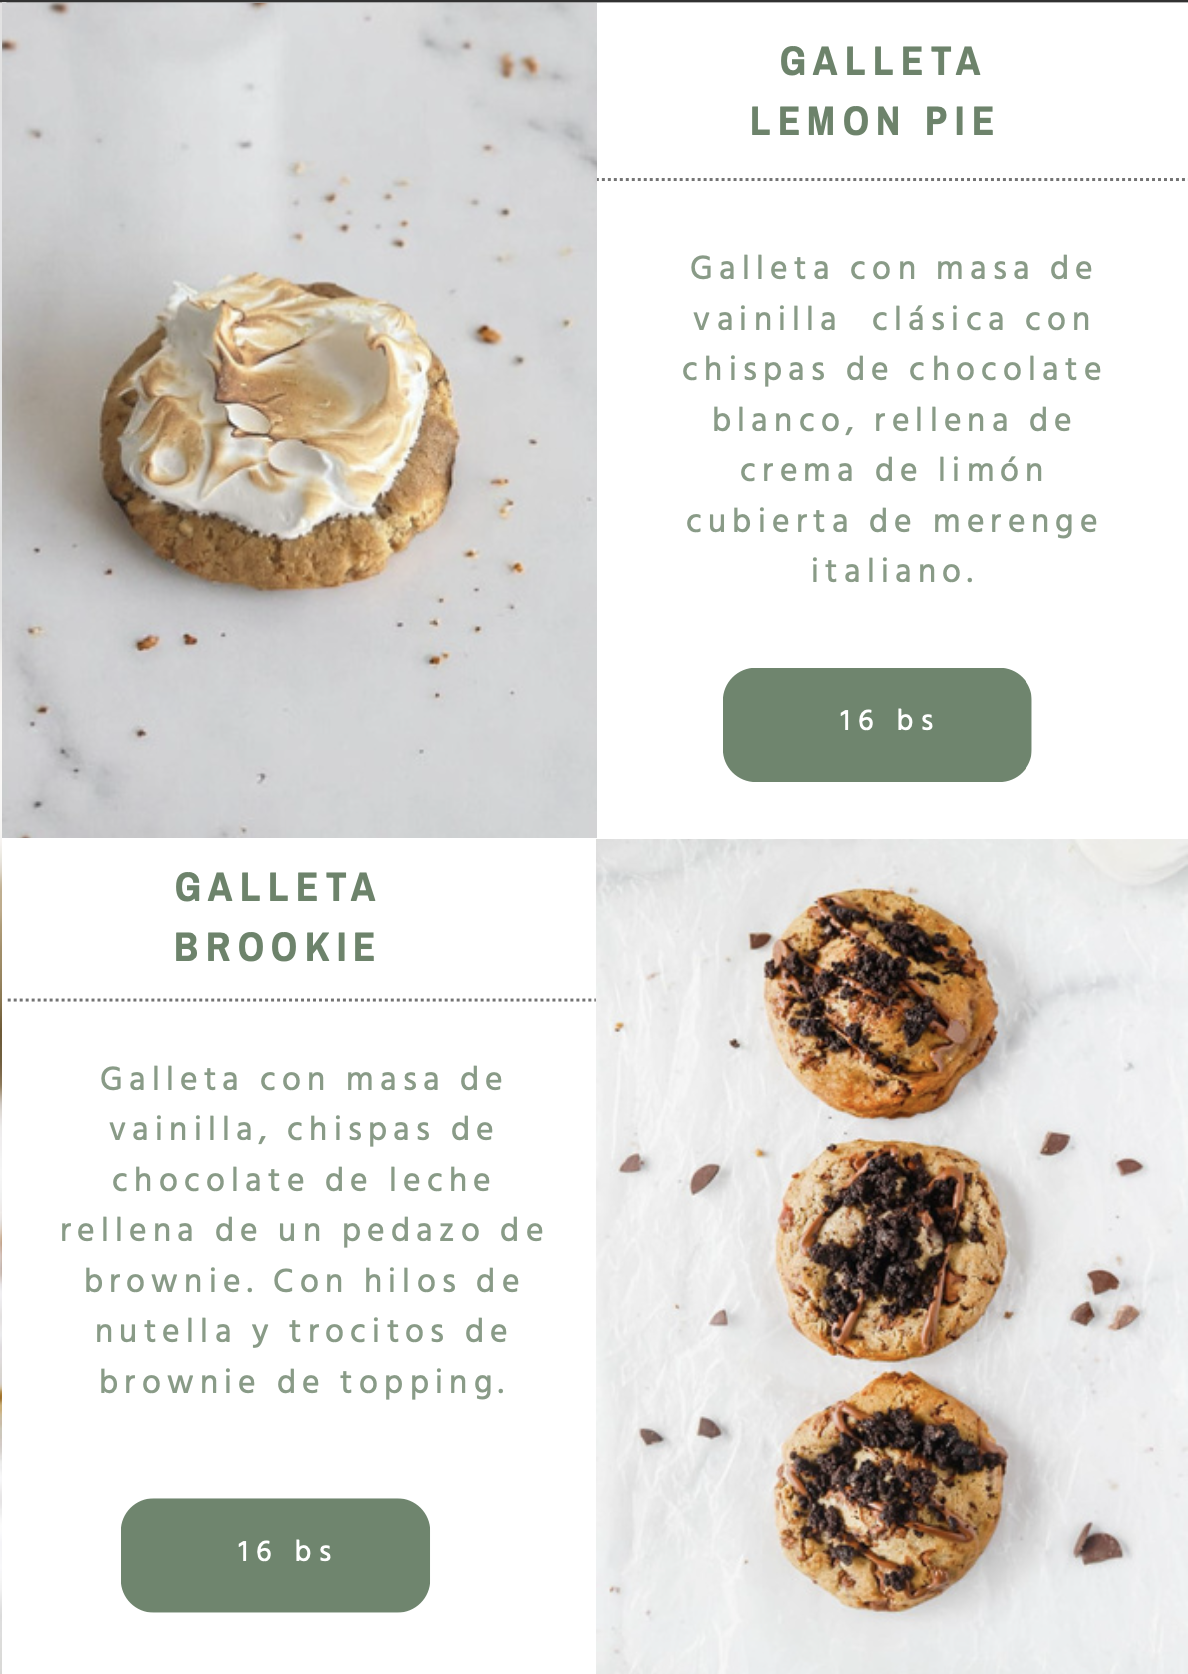 GALLETA
LEMON PIE
Galleta con masa de
vainilla clásica con
chispas de chocolate
blanco, rellena de
crema de limón
cubierta de merenge
italiano.
16 bs
GALLETA
BROOKIE
Galleta con masa de
vainilla, chispas de
chocolate de leche
rellena de un pedazo de
brownie. Con hilos de
nutella y trocitos de
brownie de topping.
16 bs